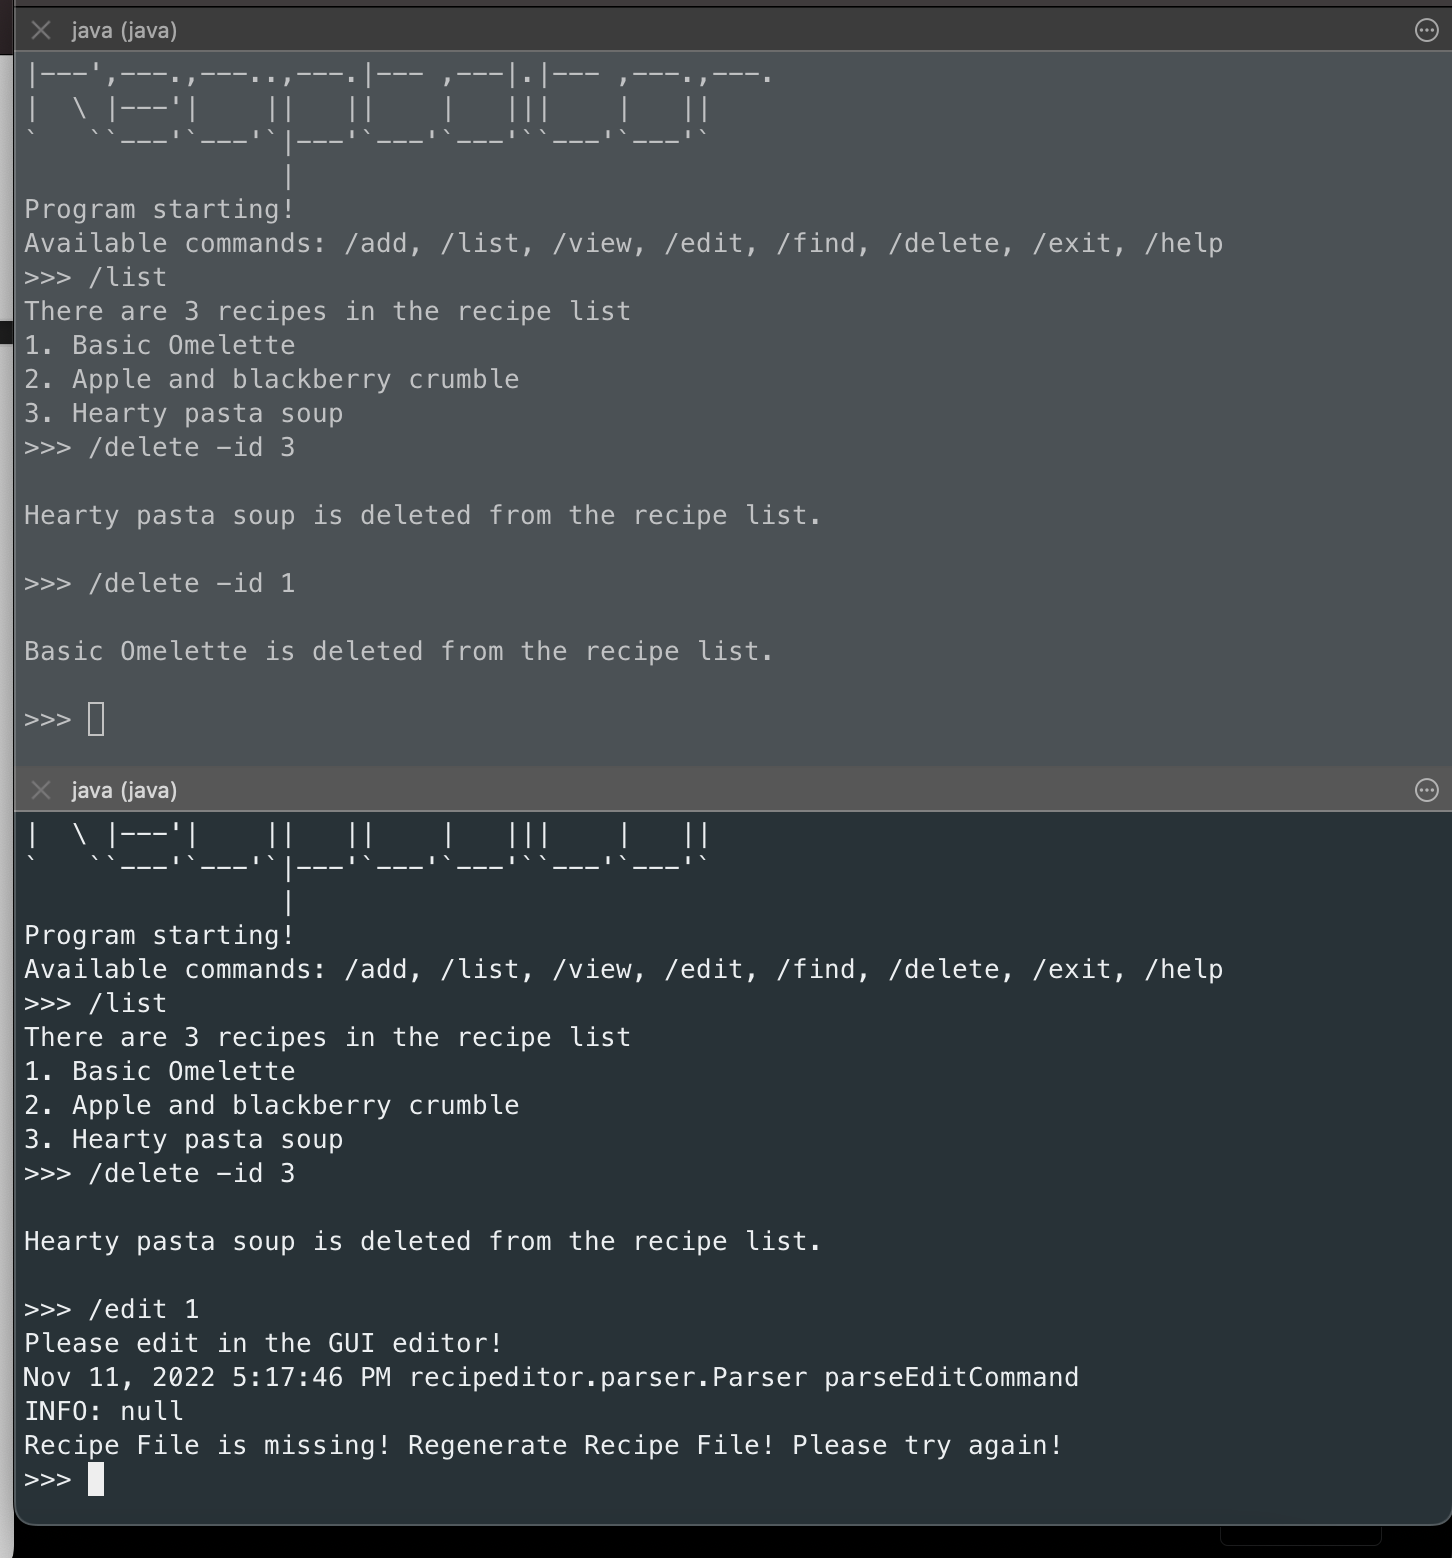 java (java)
|---',---.,---..,---.|--- ,---|.|--- ,---.,---.
|  \ |---'|    ||   ||    |   |||    |   ||
`   ``---'`---'`|---'`---'`---'``---'`---'`
                |
Program starting!
Available commands: /add, /list, /view, /edit, /find, /delete, /exit, /help
>>> /list
There are 3 recipes in the recipe list
1. Basic Omelette
2. Apple and blackberry crumble
3. Hearty pasta soup
>>> /delete -id 3
Hearty pasta soup is deleted from the recipe list.
>>> /delete -id 1
Basic Omelette is deleted from the recipe list.
>>>
java (java)
|  \ |---'|    ||   ||    |   |||    |   ||
`   ``---'`---'`|---'`---'`---'``---'`---'`
                |
Program starting!
Available commands: /add, /list, /view, /edit, /find, /delete, /exit, /help
>>> /list
There are 3 recipes in the recipe list
1. Basic Omelette
2. Apple and blackberry crumble
3. Hearty pasta soup
>>> /delete -id 3
Hearty pasta soup is deleted from the recipe list.
>>> /edit 1
Please edit in the GUI editor!
Nov 11, 2022 5:17:46 PM recipeditor.parser.Parser parseEditCommand
INFO: null
Recipe File is missing! Regenerate Recipe File! Please try again!
>>>